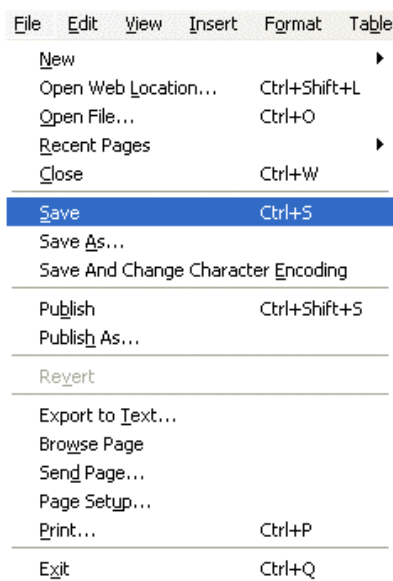 File Edit View Insert Format Table
New
Open Web Location... Ctrl+Shift+L
Open File... Ctrl+O
Recent Pages
Close Ctrl+W
Save Ctrl+S
Save As...
Save And Change Character Encoding
Publish Ctrl+Shift+S
Publish As...
Revert
Export to Text...
Browse Page
Send Page...
Page Setup...
Print... Ctrl+P
Exit Ctrl+Q